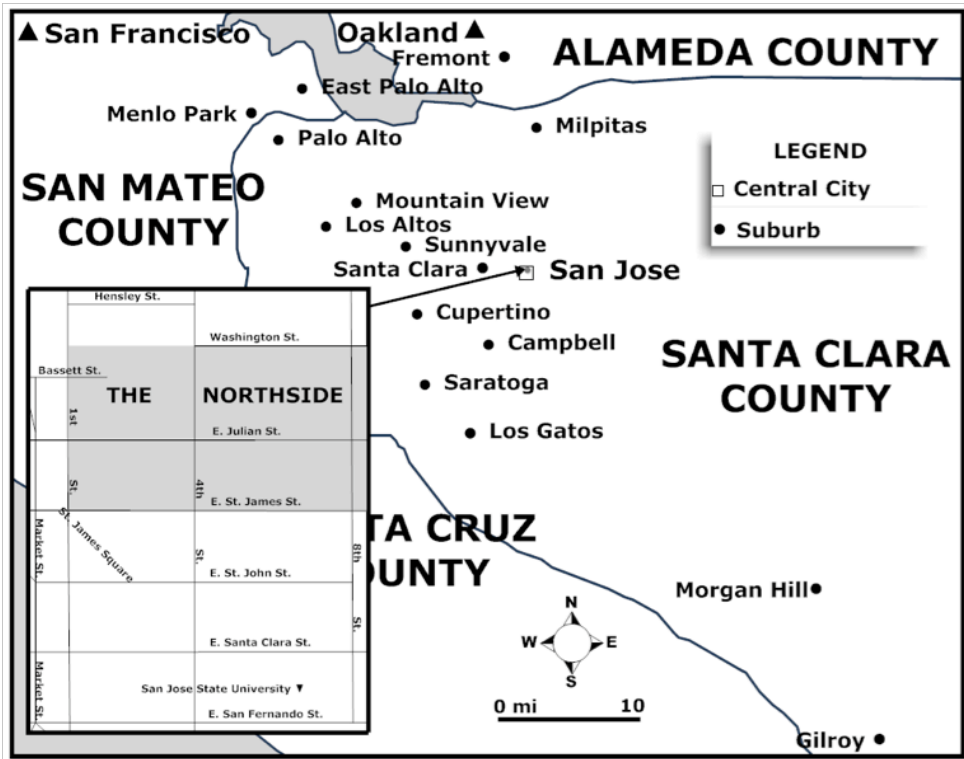 San Francisco
Oakland
Fremont
ALAMEDA COUNTY
East Palo Alto
Menlo Park
Milpitas
Palo Alto
LEGEND
Central City
Suburb
SAN MATEO
COUNTY
Mountain View
Los Altos
Sunnyvale
Santa Clara
San Jose
Cupertino
Campbell
SANTA CLARA
COUNTY
Saratoga
Los Gatos
TA CRUZ
OUNTY
Morgan Hill
Gilroy
N
W
E
S
0 mi
10
Hensley St.
Washington St.
Bassett St.
THE
NORTHSIDE
1st
St.
E. Julian St.
4th
St.
E. St. James St.
St. James Square
Market St.
8th
St.
E. St. John St.
E. Santa Clara St.
Market St.
San Jose State University
E. San Fernando St.